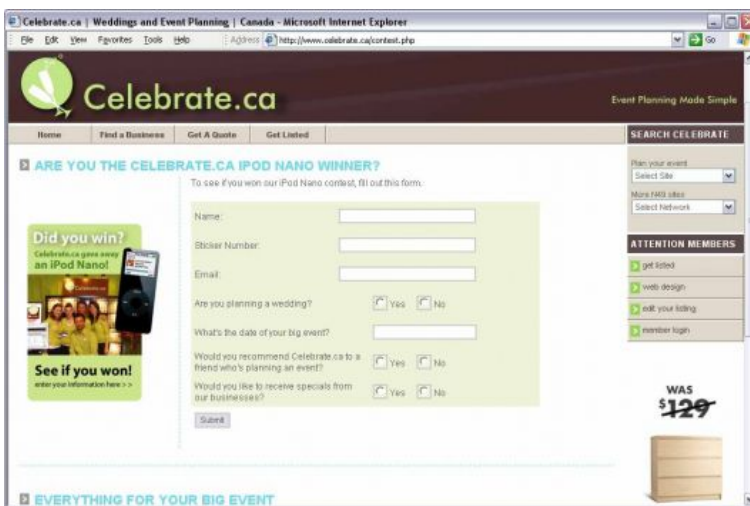 Celebrate.ca | Weddings and Event Planning | Canada - Microsoft Internet Explorer
File Edit View Favorites Tools Help Address http://www.celebrate.ca/contest.php Go
Celebrate.ca
Event Planning Made Simple
Home Find a Business Get A Quote Get Listed
SEARCH CELEBRATE
ARE YOU THE CELEBRATE.CA IPOD NANO WINNER?
To see if you won our iPod Nano contest, fill out this form.
Plan your event
Select Site
More N49 sites
Select Network
Name:
Sticker Number:
Email:
Are you planning a wedding? Yes No
What's the date of your big event?
Would you recommend Celebrate.ca to a
friend who's planning an event? Yes No
Would you like to receive specials from
our businesses? Yes No
Submit
Did you win?
Celebrate.ca gave away
an iPod Nano!
See if you won!
enter your information here > >
ATTENTION MEMBERS
get listed
web design
edit your listing
member login
WAS
$129
EVERYTHING FOR YOUR BIG EVENT